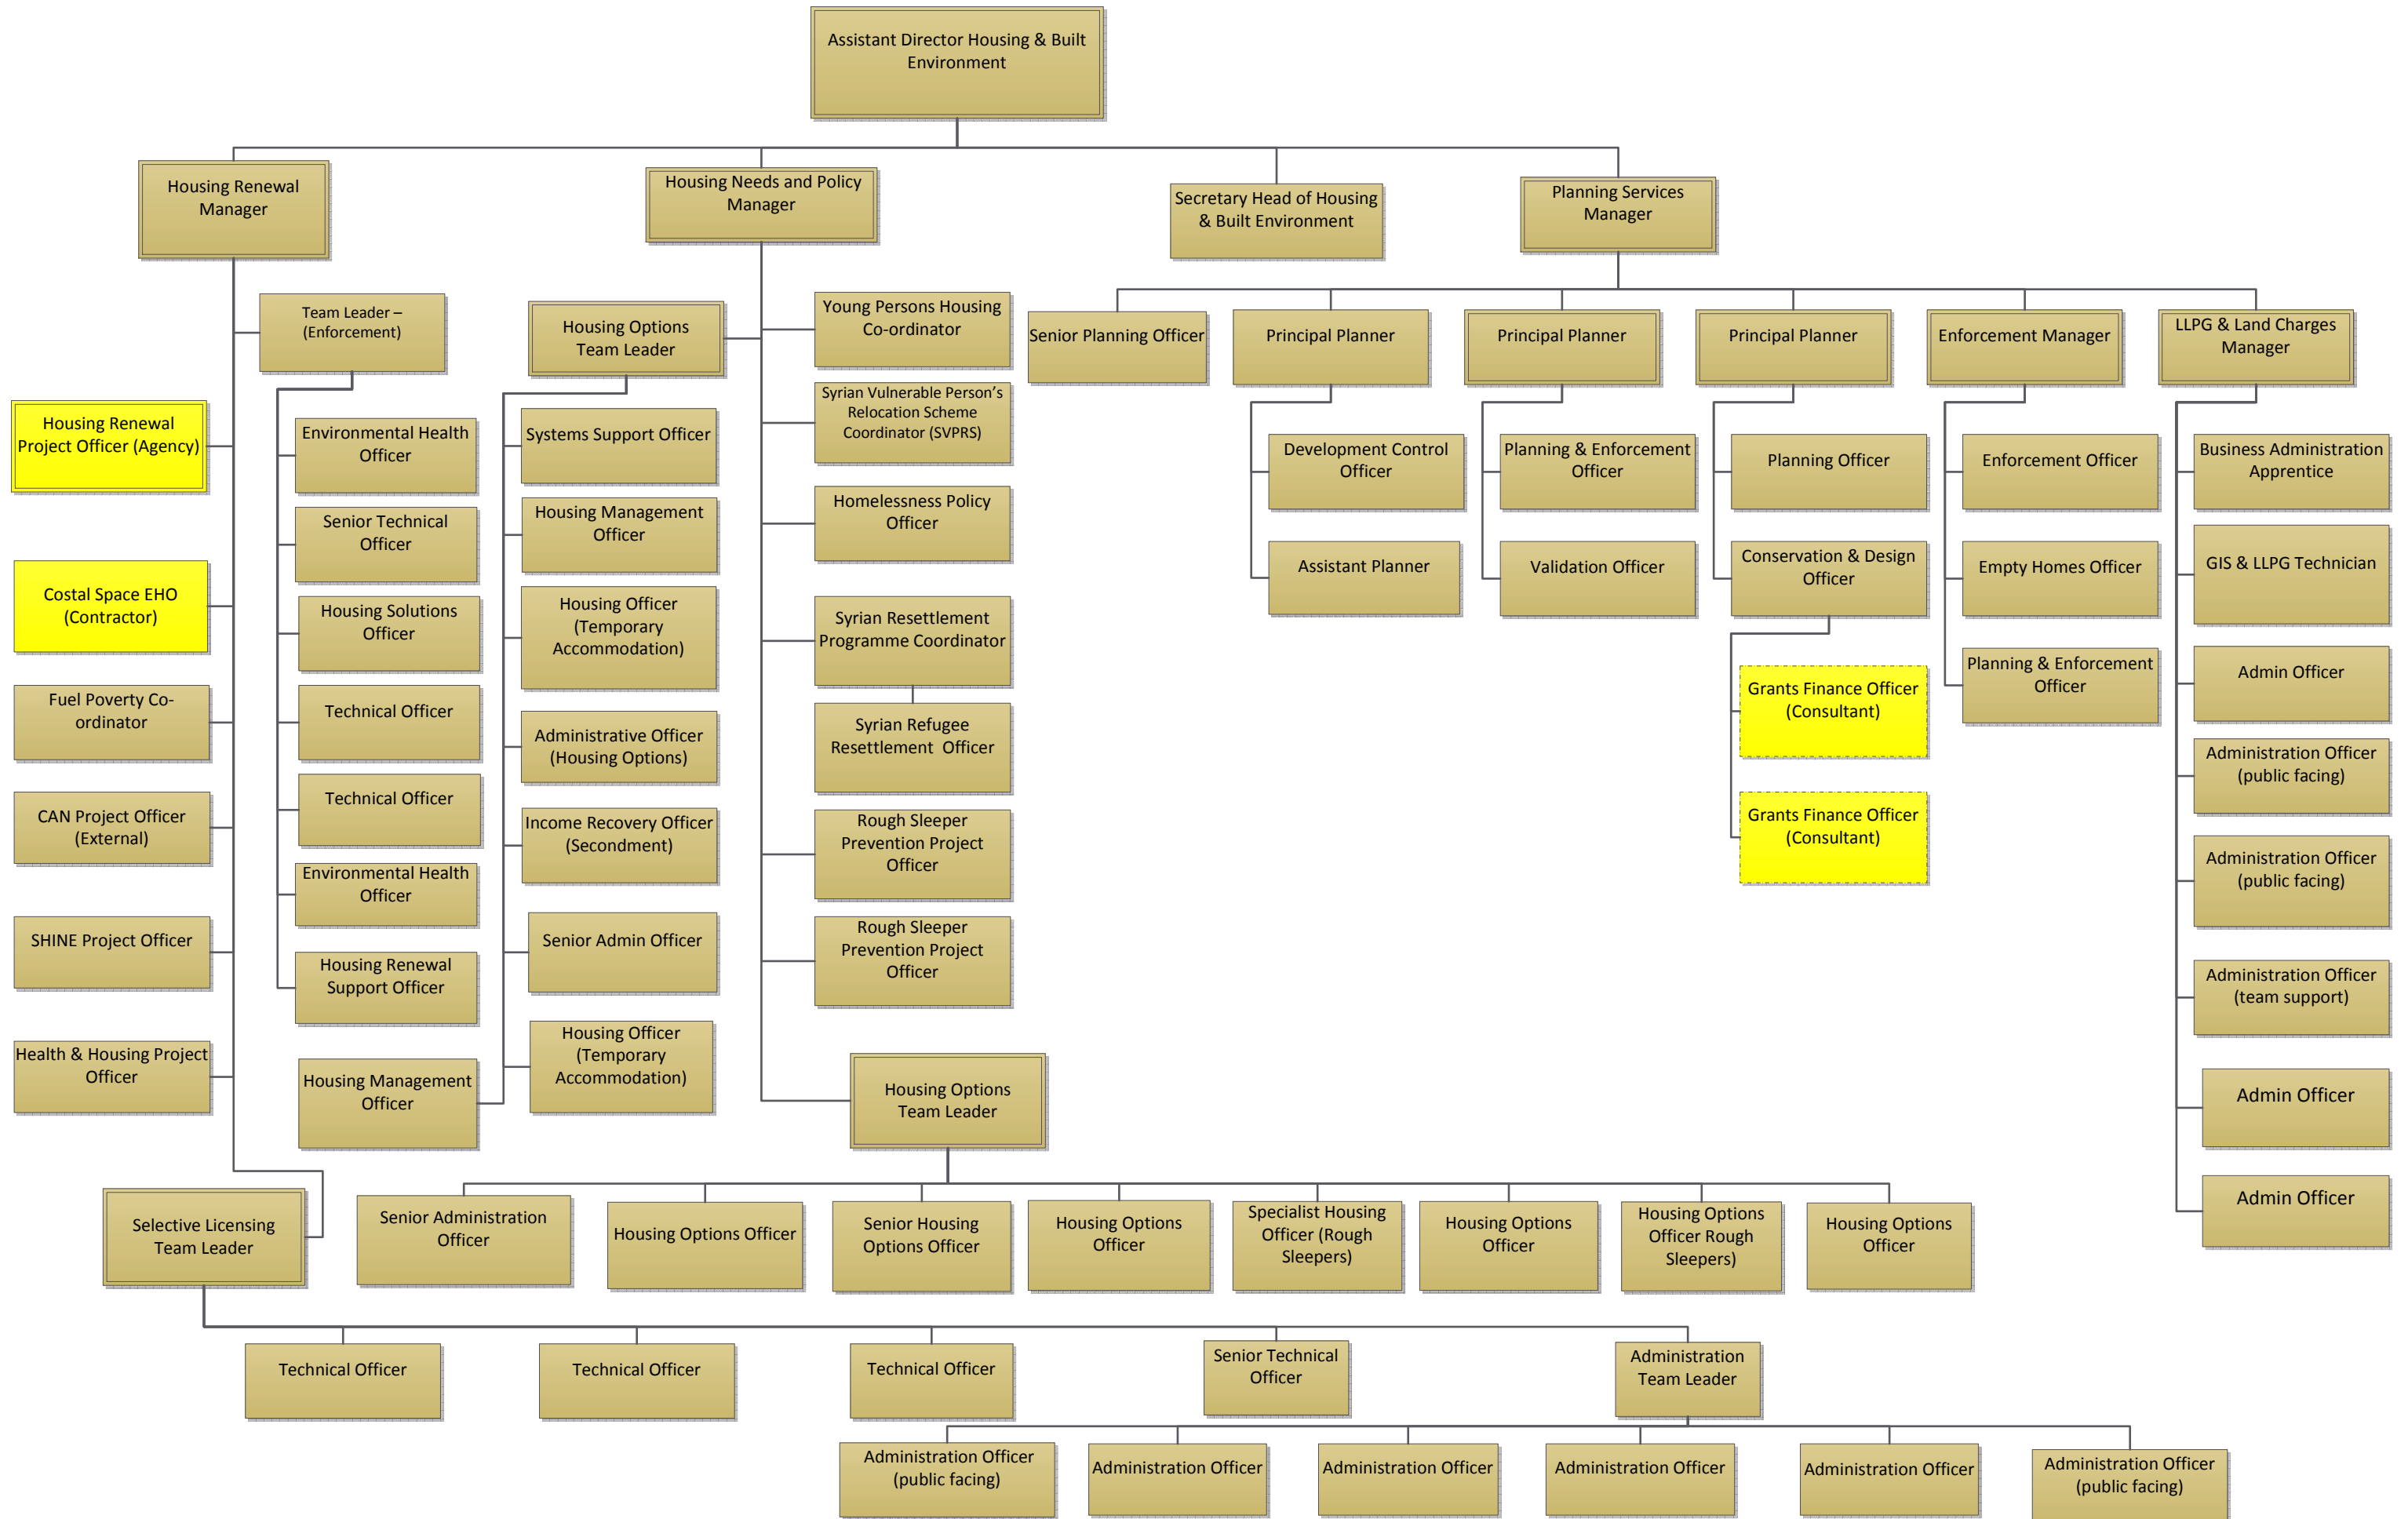 Assistant Director Housing & Built
Environment
Housing Renewal
Manager
Housing Needs and Policy
Manager
Secretary Head of Housing
& Built Environment
Planning Services
Manager
Team Leader –
(Enforcement)
Housing Renewal
Project Officer (Agency)
Costal Space EHO
(Contractor)
Fuel Poverty Co-
ordinator
CAN Project Officer
(External)
SHINE Project Officer
Health & Housing Project
Officer
Environmental Health
Officer
Senior Technical
Officer
Housing Solutions
Officer
Technical Officer
Technical Officer
Environmental Health
Officer
Housing Renewal
Support Officer
Housing Management
Officer
Housing Options
Team Leader
Systems Support Officer
Housing Management
Officer
Housing Officer
(Temporary
Accommodation)
Administrative Officer
(Housing Options)
Income Recovery Officer
(Secondment)
Senior Admin Officer
Housing Officer
(Temporary
Accommodation)
Young Persons Housing
Co-ordinator
Syrian Vulnerable Person’s
Relocation Scheme
Coordinator (SVPRS)
Homelessness Policy
Officer
Syrian Resettlement
Programme Coordinator
Syrian Refugee
Resettlement Officer
Rough Sleeper
Prevention Project
Officer
Rough Sleeper
Prevention Project
Officer
Housing Options
Team Leader
Senior Planning Officer
Principal Planner
Development Control
Officer
Assistant Planner
Principal Planner
Planning & Enforcement
Officer
Validation Officer
Principal Planner
Planning Officer
Conservation & Design
Officer
Grants Finance Officer
(Consultant)
Grants Finance Officer
(Consultant)
Enforcement Manager
Enforcement Officer
Empty Homes Officer
Planning & Enforcement
Officer
LLPG & Land Charges
Manager
Business Administration
Apprentice
GIS & LLPG Technician
Admin Officer
Administration Officer
(public facing)
Administration Officer
(public facing)
Administration Officer
(team support)
Admin Officer
Admin Officer
Selective Licensing
Team Leader
Senior Administration
Officer
Housing Options Officer
Senior Housing
Options Officer
Housing Options
Officer
Specialist Housing
Officer (Rough
Sleepers)
Housing Options
Officer
Housing Options
Officer Rough
Sleepers)
Housing Options
Officer
Technical Officer
Technical Officer
Technical Officer
Senior Technical
Officer
Administration
Team Leader
Administration Officer
(public facing)
Administration Officer
Administration Officer
Administration Officer
Administration Officer
Administration Officer
(public facing)